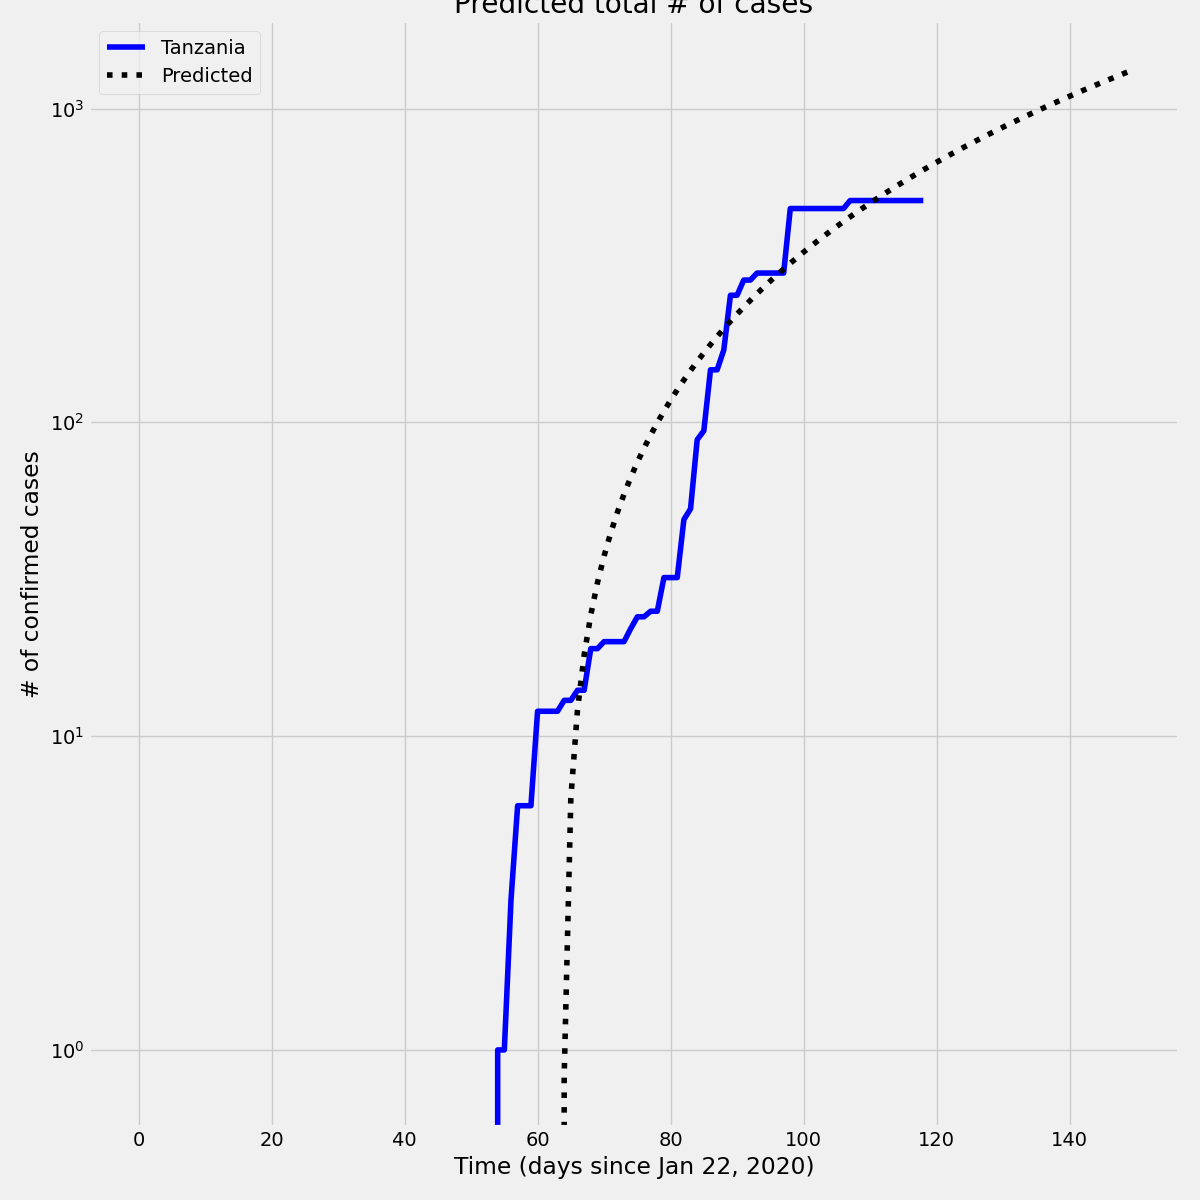 Predicted total # of cases
Tanzania
Predicted
10³
10²
10¹
10⁰
# of confirmed cases
0 20 40 60 80 100 120 140
Time (days since Jan 22, 2020)